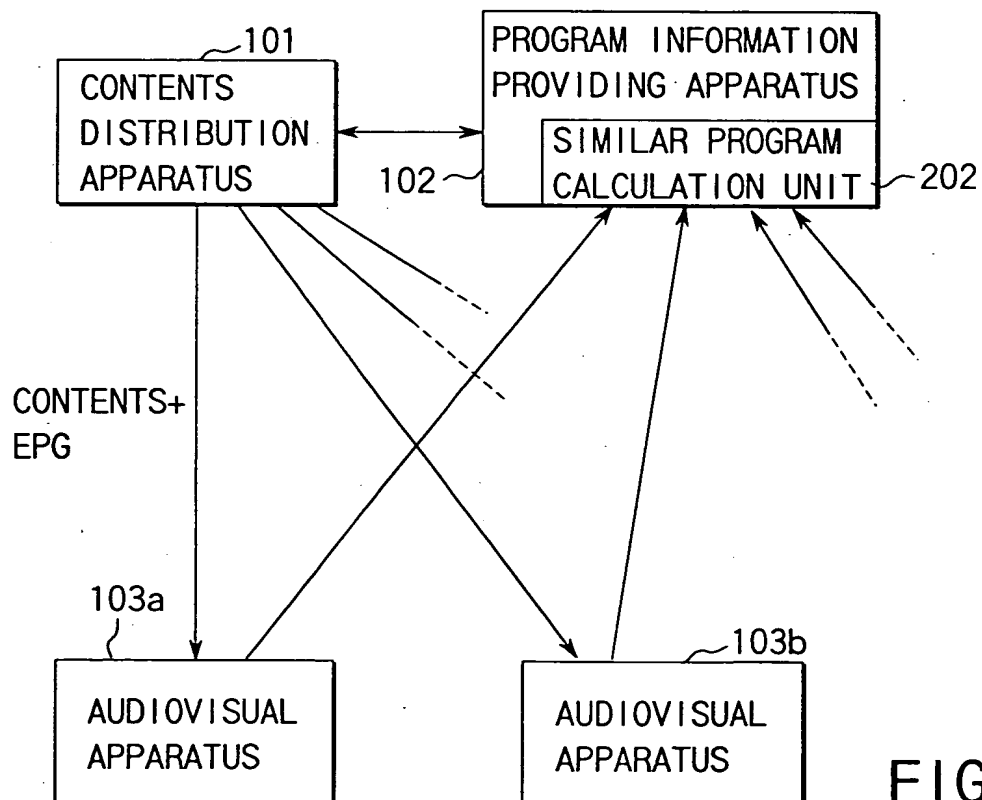 101
CONTENTS
DISTRIBUTION
APPARATUS
PROGRAM INFORMATION
PROVIDING APPARATUS
102
SIMILAR PROGRAM
CALCULATION UNIT
202
CONTENTS+
EPG
103a
AUDIOVISUAL
APPARATUS
103b
AUDIOVISUAL
APPARATUS
FIG